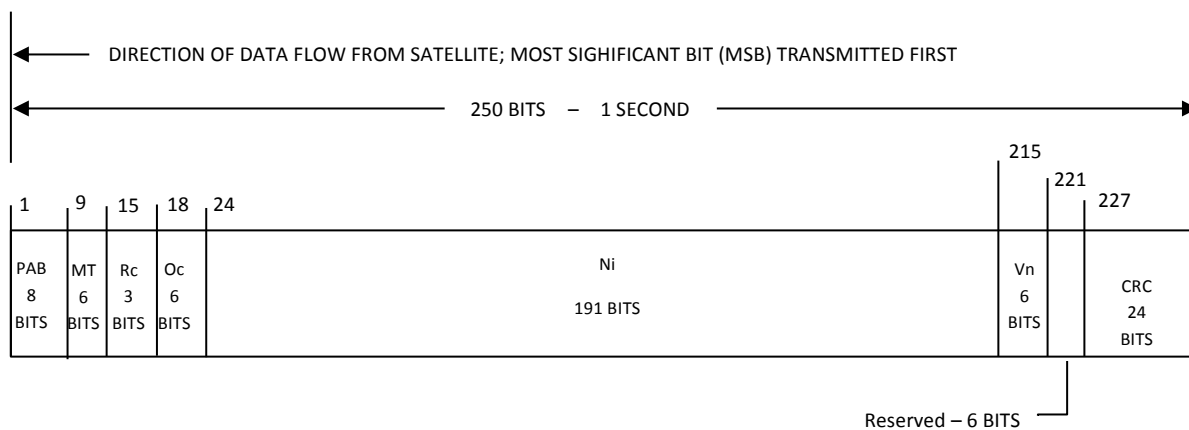 DIRECTION OF DATA FLOW FROM SATELLITE; MOST SIGHIFICANT BIT (MSB) TRANSMITTED FIRST
250 BITS – 1 SECOND
215
221
1 9 15 18 24 227
PAB
8
BITS
MT
6
BITS
Rc
3
BITS
Oc
6
BITS
Ni
191 BITS
Vn
6
BITS
CRC
24
BITS
Reserved – 6 BITS